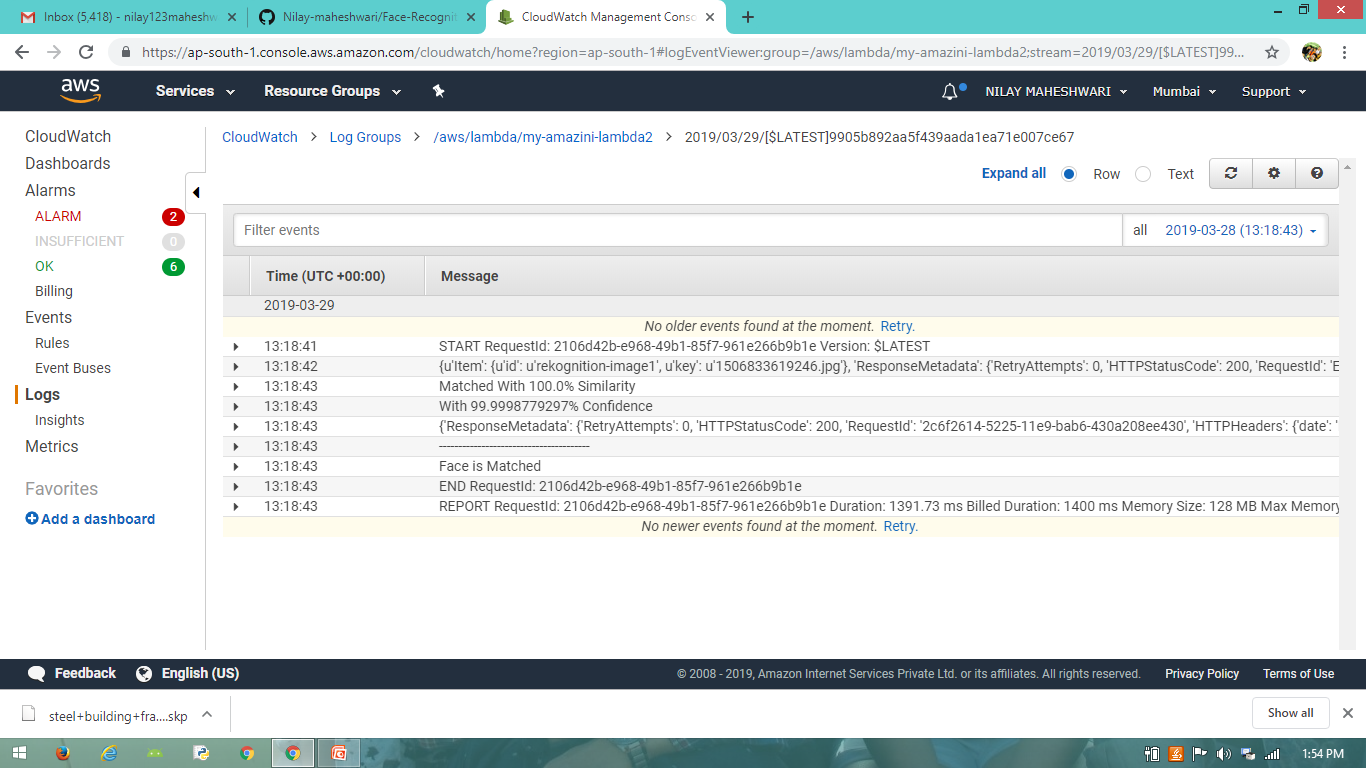 Inbox (5,418) - nilay123maheshw
Nilay-maheshwari/Face-Recognit
CloudWatch Management Conso
https://ap-south-1.console.aws.amazon.com/cloudwatch/home?region=ap-south-1#logEventViewer:group=/aws/lambda/my-amazini-lambda2;stream=2019/03/29/[$LATEST]99...
aws Services Resource Groups NILAY MAHESHWARI Mumbai Support
CloudWatch
Dashboards
Alarms
ALARM 2
INSUFFICIENT 0
OK 6
Billing
Events
Rules
Event Buses
Logs
Insights
Metrics
Favorites
Add a dashboard
CloudWatch > Log Groups > /aws/lambda/my-amazini-lambda2 > 2019/03/29/[$LATEST]9905b892aa5f439aada1ea71e007ce67
Expand all Row Text
Filter events all 2019-03-28 (13:18:43)
Time (UTC +00:00) Message
2019-03-29
No older events found at the moment. Retry.
13:18:41 START RequestId: 2106d42b-e968-49b1-85f7-961e266b9b1e Version: $LATEST
13:18:42 {u'Item': {u'id': u'rekognition-image1', u'key': u'1506833619246.jpg'}, 'ResponseMetadata': {'RetryAttempts': 0, 'HTTPStatusCode': 200, 'RequestId': 'E
13:18:43 Matched With 100.0% Similarity
13:18:43 With 99.9998779297% Confidence
13:18:43 {'ResponseMetadata': {'RetryAttempts': 0, 'HTTPStatusCode': 200, 'RequestId': '2c6f2614-5225-11e9-bab6-430a208ee430', 'HTTPHeaders': {'date': '
13:18:43 ---------------------------------------
13:18:43 Face is Matched
13:18:43 END RequestId: 2106d42b-e968-49b1-85f7-961e266b9b1e
13:18:43 REPORT RequestId: 2106d42b-e968-49b1-85f7-961e266b9b1e Duration: 1391.73 ms Billed Duration: 1400 ms Memory Size: 128 MB Max Memory
No newer events found at the moment. Retry.
Feedback English (US) © 2008 - 2019, Amazon Internet Services Private Ltd. or its affiliates. All rights reserved. Privacy Policy Terms of Use
steel+building+fra....skp Show all
1:54 PM